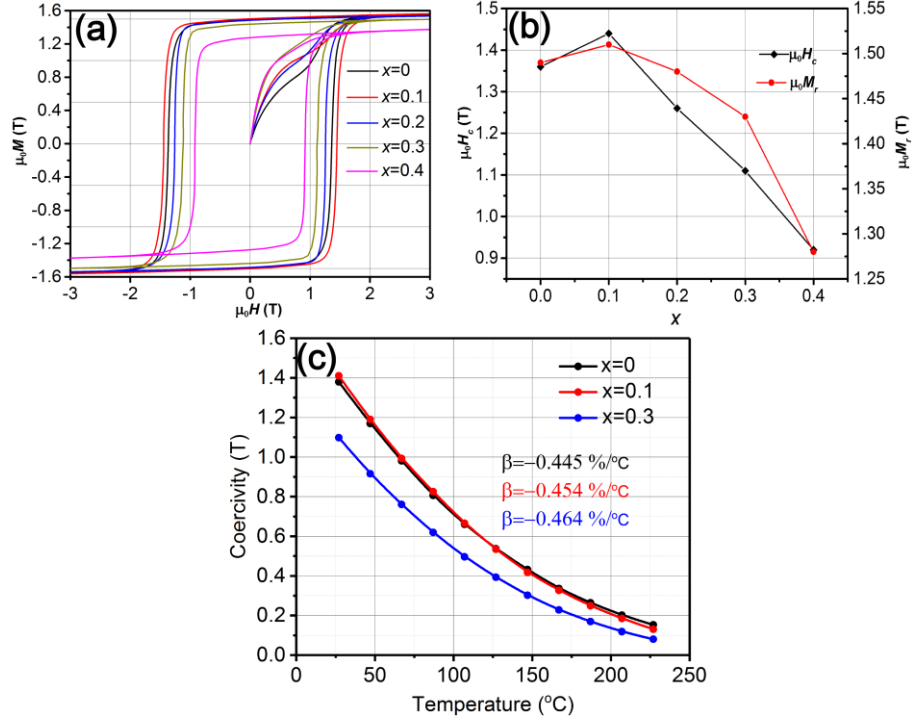 (a)
μ₀M (T)
1.6
1.2
0.8
0.4
0.0
-0.4
-0.8
-1.2
-1.6
-3 -2 -1 0 1 2 3
μ₀H (T)
x=0
x=0.1
x=0.2
x=0.3
x=0.4
(b)
μ₀H_c (T)
1.5
1.4
1.3
1.2
1.1
1.0
0.9
0.0 0.1 0.2 0.3 0.4
x
μ₀H_c
μ₀M_r
1.55
1.50
1.45
1.40
1.35
1.30
1.25
μ₀M_r (T)
(c)
Coercivity (T)
1.6
1.4
1.2
1.0
0.8
0.6
0.4
0.2
0.0
0 50 100 150 200 250
Temperature (°C)
x=0
x=0.1
x=0.3
β=−0.445 %/°C
β=−0.454 %/°C
β=−0.464 %/°C